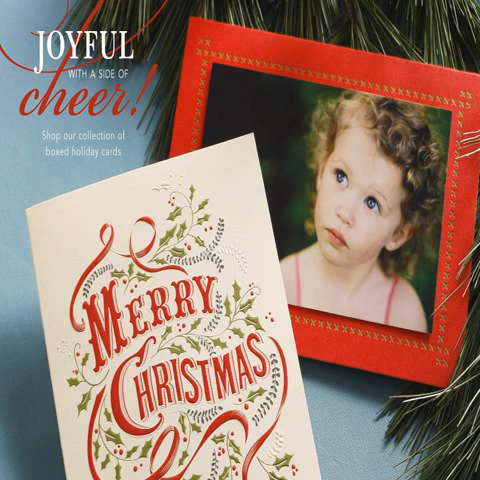 JOYFUL
WITH A SIDE OF
cheer!
Shop our collection of
boxed holiday cards
MERRY
CHRISTMAS